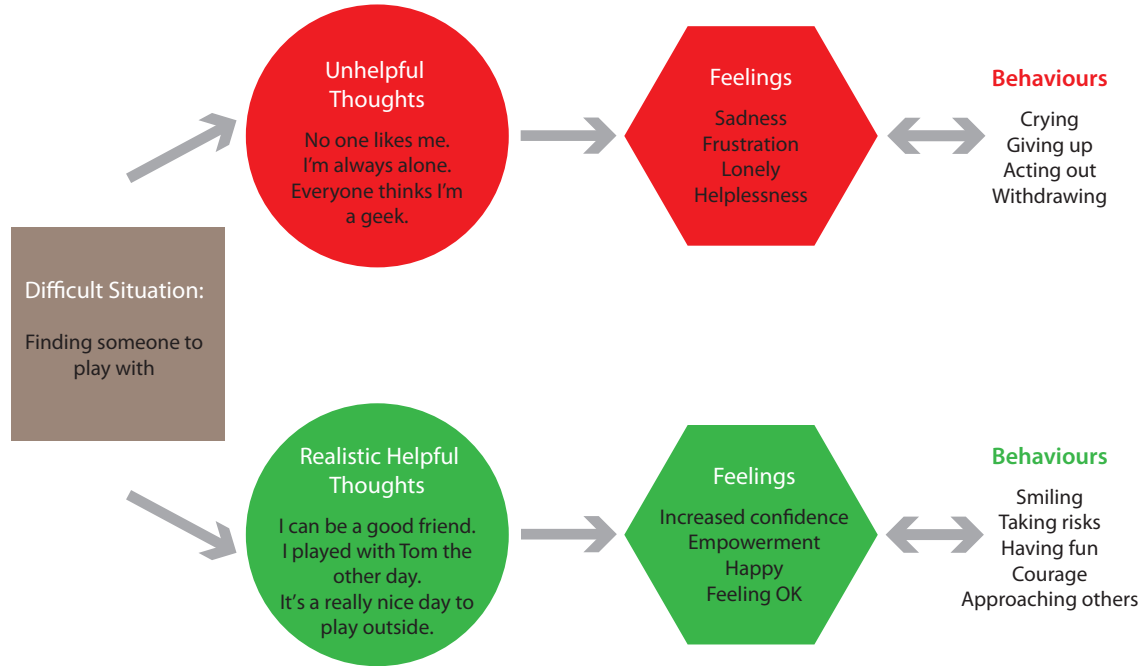 Difficult Situation:
Finding someone to
play with
Unhelpful
Thoughts
No one likes me.
I'm always alone.
Everyone thinks I'm
a geek.
Feelings
Sadness
Frustration
Lonely
Helplessness
Behaviours
Crying
Giving up
Acting out
Withdrawing
Realistic Helpful
Thoughts
I can be a good friend.
I played with Tom the
other day.
It's a really nice day to
play outside.
Feelings
Increased confidence
Empowerment
Happy
Feeling OK
Behaviours
Smiling
Taking risks
Having fun
Courage
Approaching others